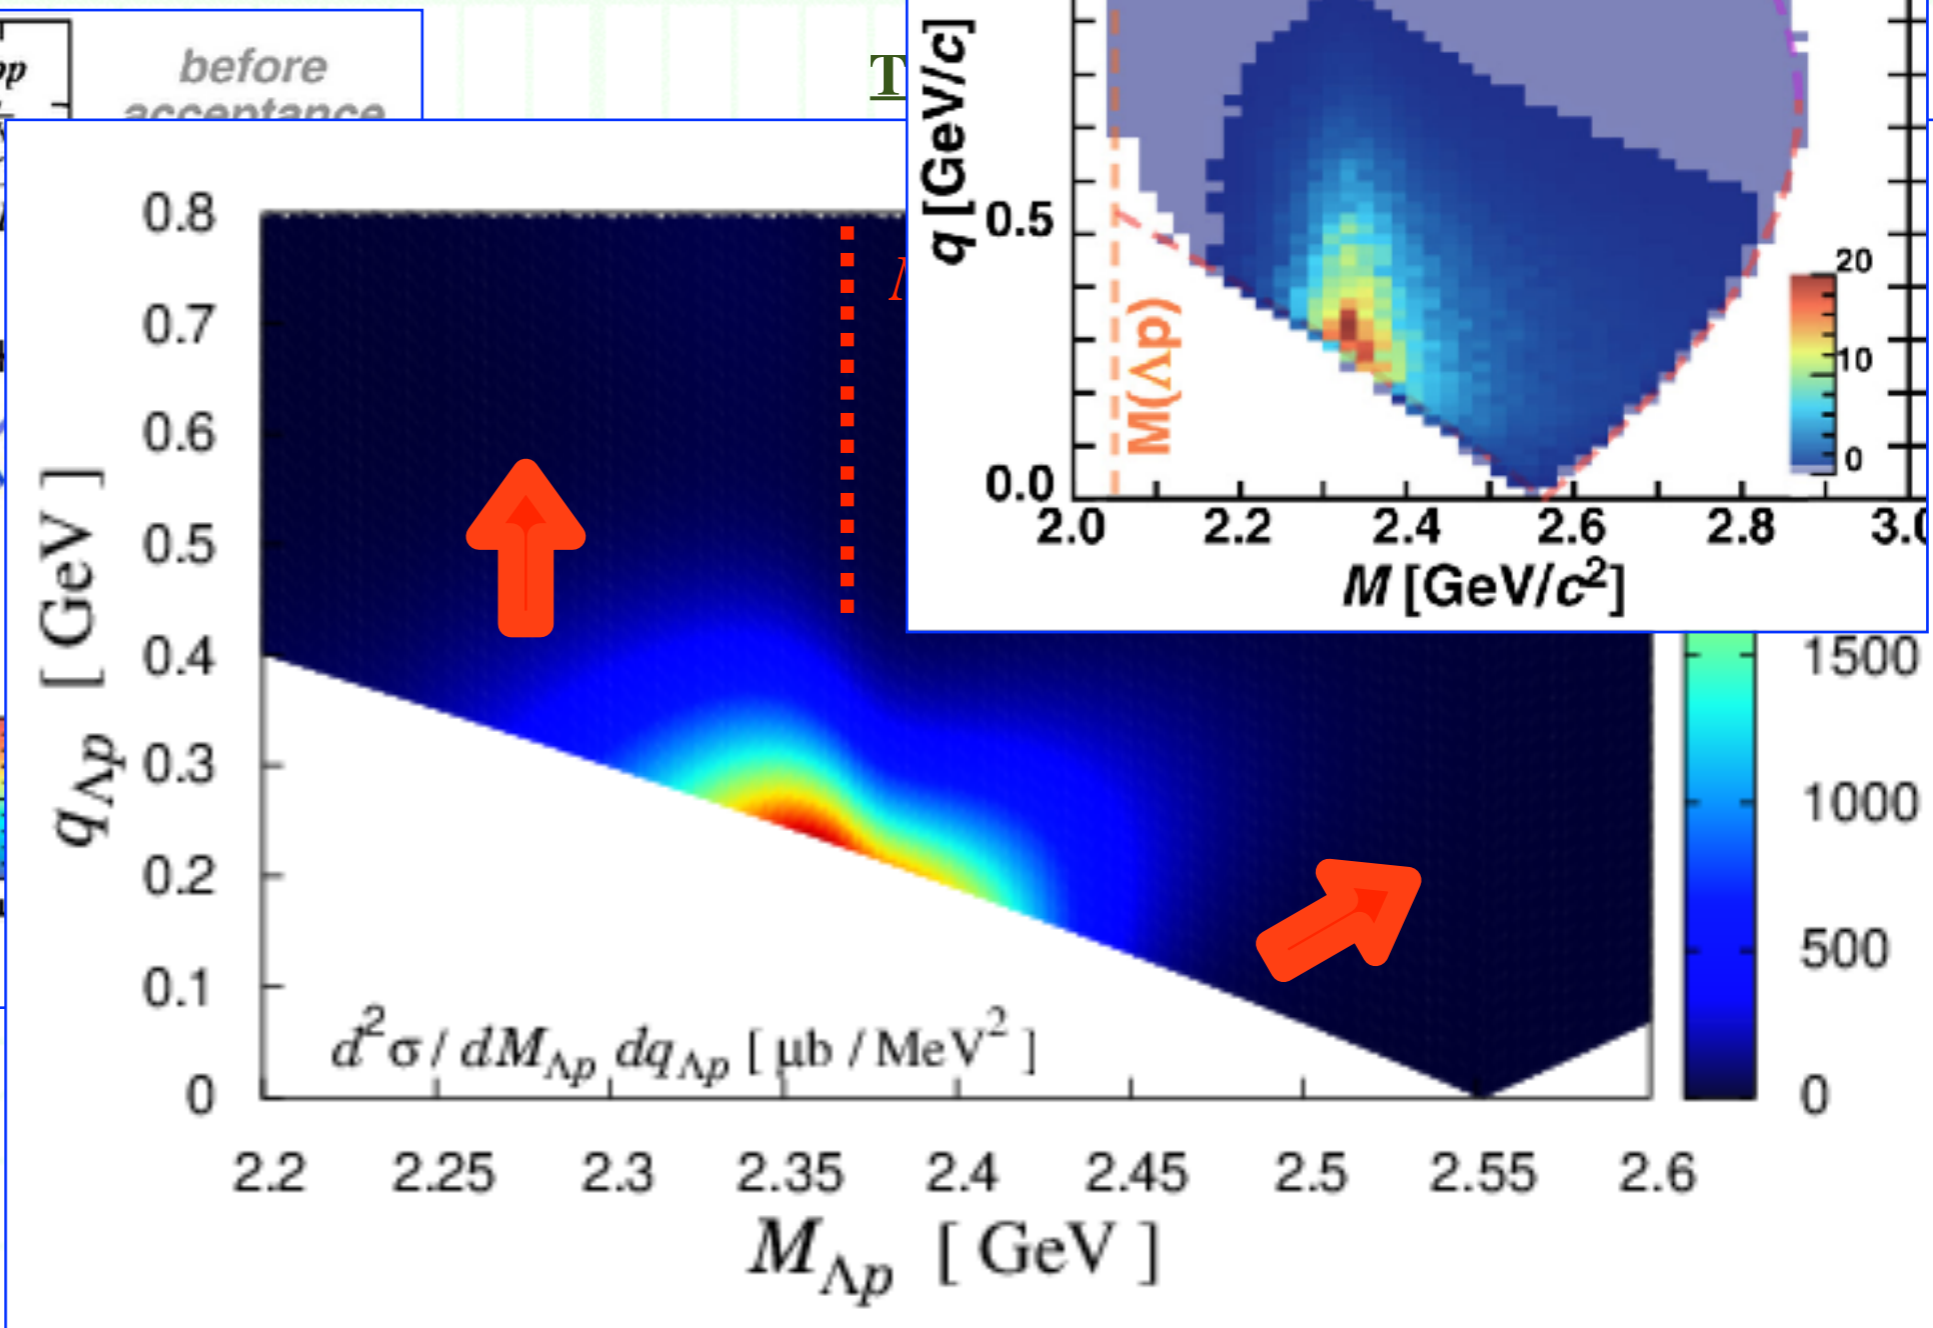 pp
before
acceptance
T
q [GeV/c]
0.5
0.0
M(Λp)
20
10
0
2.0 2.2 2.4 2.6 2.8 3.0
M [GeV/c²]
0.8
0.7
0.6
0.5
0.4
0.3
0.2
0.1
0
q_Λp [ GeV ]
d²σ / dM_Λp dq_Λp [ μb / MeV² ]
1500
1000
500
0
2.2 2.25 2.3 2.35 2.4 2.45 2.5 2.55 2.6
M_Λp [ GeV ]